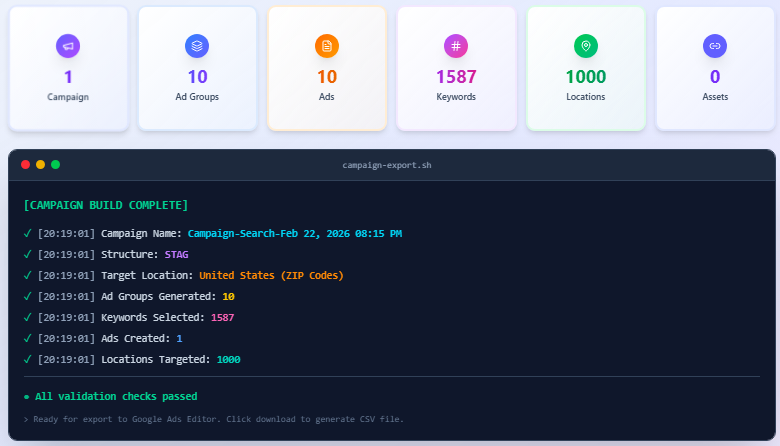 1
Campaign
10
Ad Groups
10
Ads
1587
Keywords
1000
Locations
0
Assets
campaign-export.sh
[CAMPAIGN BUILD COMPLETE]
✓ [20:19:01] Campaign Name: Campaign-Search-Feb 22, 2026 08:15 PM
✓ [20:19:01] Structure: STAG
✓ [20:19:01] Target Location: United States (ZIP Codes)
✓ [20:19:01] Ad Groups Generated: 10
✓ [20:19:01] Keywords Selected: 1587
✓ [20:19:01] Ads Created: 1
✓ [20:19:01] Locations Targeted: 1000
● All validation checks passed
> Ready for export to Google Ads Editor. Click download to generate CSV file.